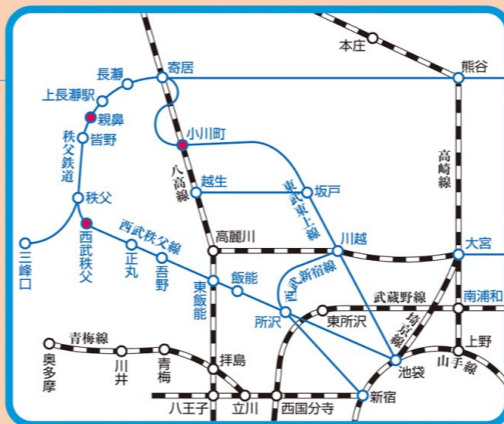 本庄
熊谷
長瀞
寄居
上長瀞駅
親鼻
皆野
小川町
秩父鉄道
八高線
越生
坂戸
東武東上線
高崎線
秩父
西武秩父
西武秩父線
正丸
吾野
三峰口
高麗川
川越
大宮
西武新宿線
東飯能
飯能
所沢
東所沢
武蔵野線
南浦和
埼京線
上野
山手線
池袋
青梅線
奥多摩
川井
青梅
拝島
八王子
立川
西国分寺
新宿